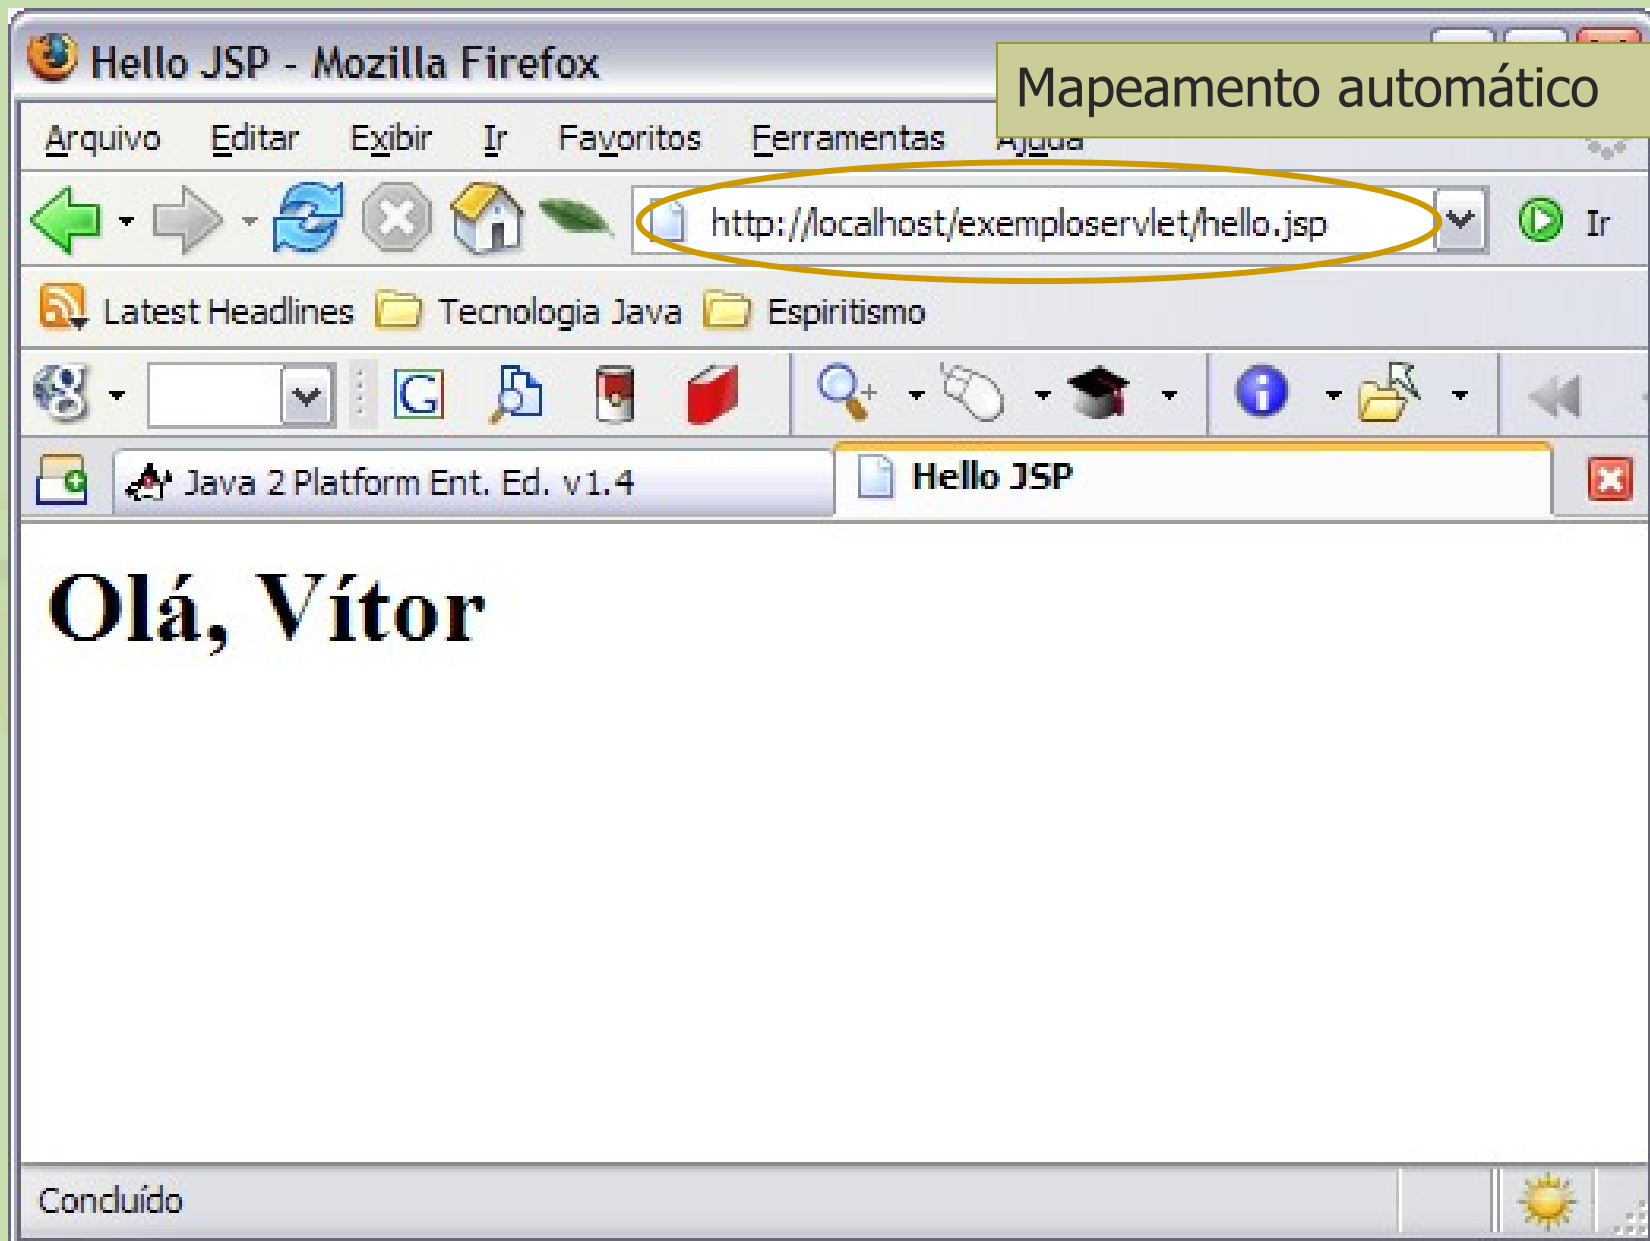 Hello JSP - Mozilla Firefox
Mapeamento automático
Arquivo Editar Exibir Ir Favoritos Ferramentas Ajuda
http://localhost/exemploservlet/hello.jsp Ir
Latest Headlines Tecnologia Java Espiritismo
G
Java 2 Platform Ent. Ed. v1.4 Hello JSP
Olá, Vítor
Concluído